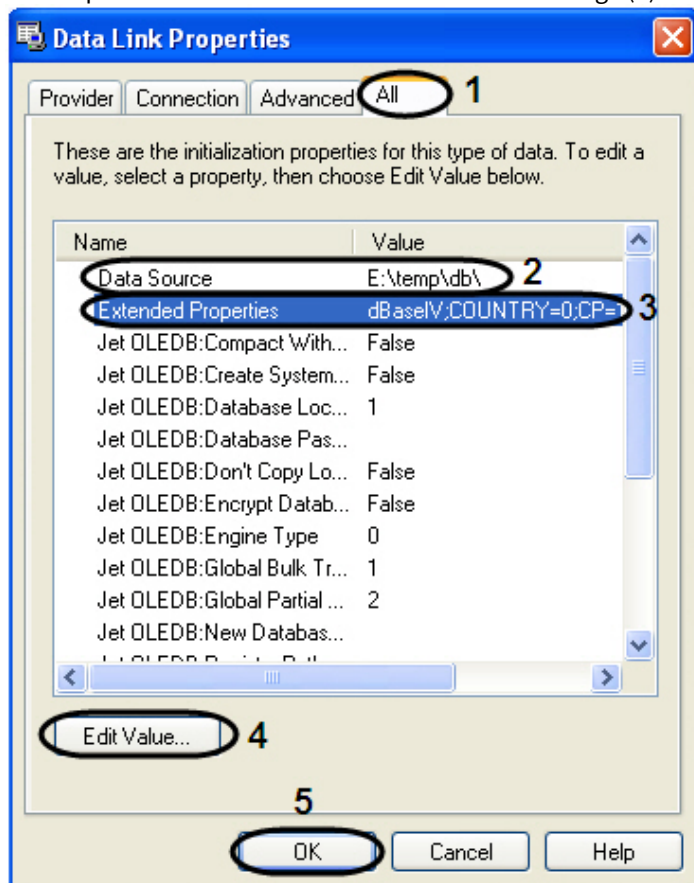 Data Link Properties
Provider Connection Advanced All 1
These are the initialization properties for this type of data. To edit a
value, select a property, then choose Edit Value below.
Name Value
Data Source E:\temp\db\ 2
Extended Properties dBaseIV;COUNTRY=0;CP= 3
Jet OLEDB:Compact With... False
Jet OLEDB:Create System... False
Jet OLEDB:Database Loc... 1
Jet OLEDB:Database Pas...
Jet OLEDB:Don't Copy Lo... False
Jet OLEDB:Encrypt Datab... False
Jet OLEDB:Engine Type 0
Jet OLEDB:Global Bulk Tr... 1
Jet OLEDB:Global Partial ... 2
Jet OLEDB:New Databas...
Edit Value... 4
5
OK Cancel Help